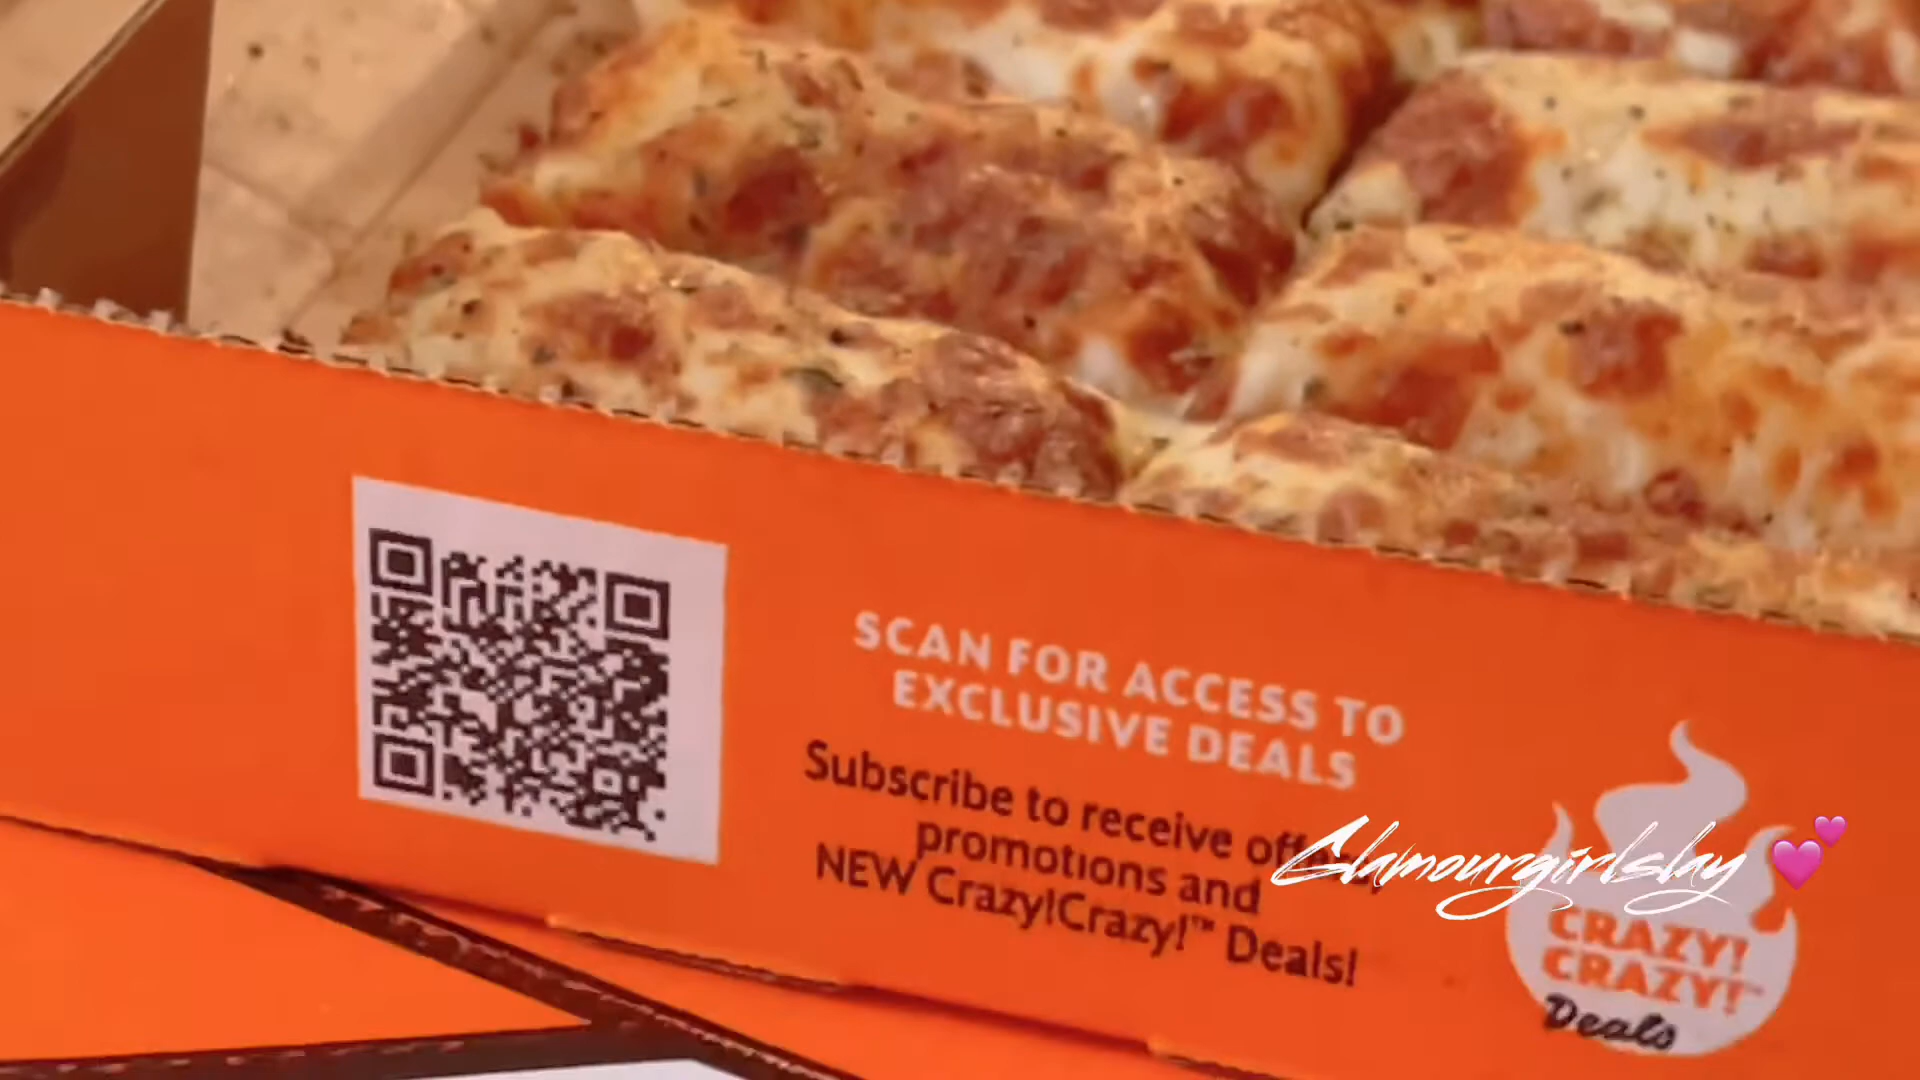 SCAN FOR ACCESS TO
EXCLUSIVE DEALS
Subscribe to receive
promotions and
NEW Crazy!Crazy!™ Deals!
Glamourgirlslay 💕
CRAZY!
CRAZY!™
Deals